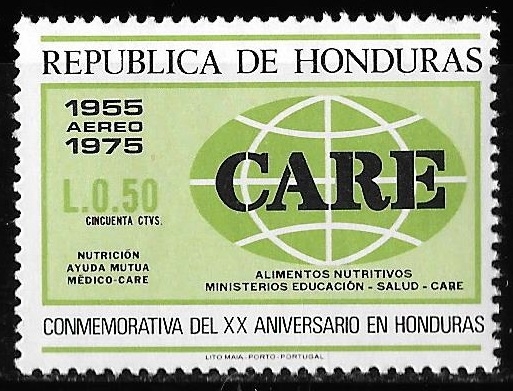 REPUBLICA DE HONDURAS
1955
AEREO
1975
CARE
L.0.50
CINCUENTA CTVS.
NUTRICIÓN
AYUDA MUTUA
MÉDICO-CARE
ALIMENTOS NUTRITIVOS
MINISTERIOS EDUCACIÓN - SALUD - CARE
CONMEMORATIVA DEL XX ANIVERSARIO EN HONDURAS
LITO MAIA - PORTO - PORTUGAL